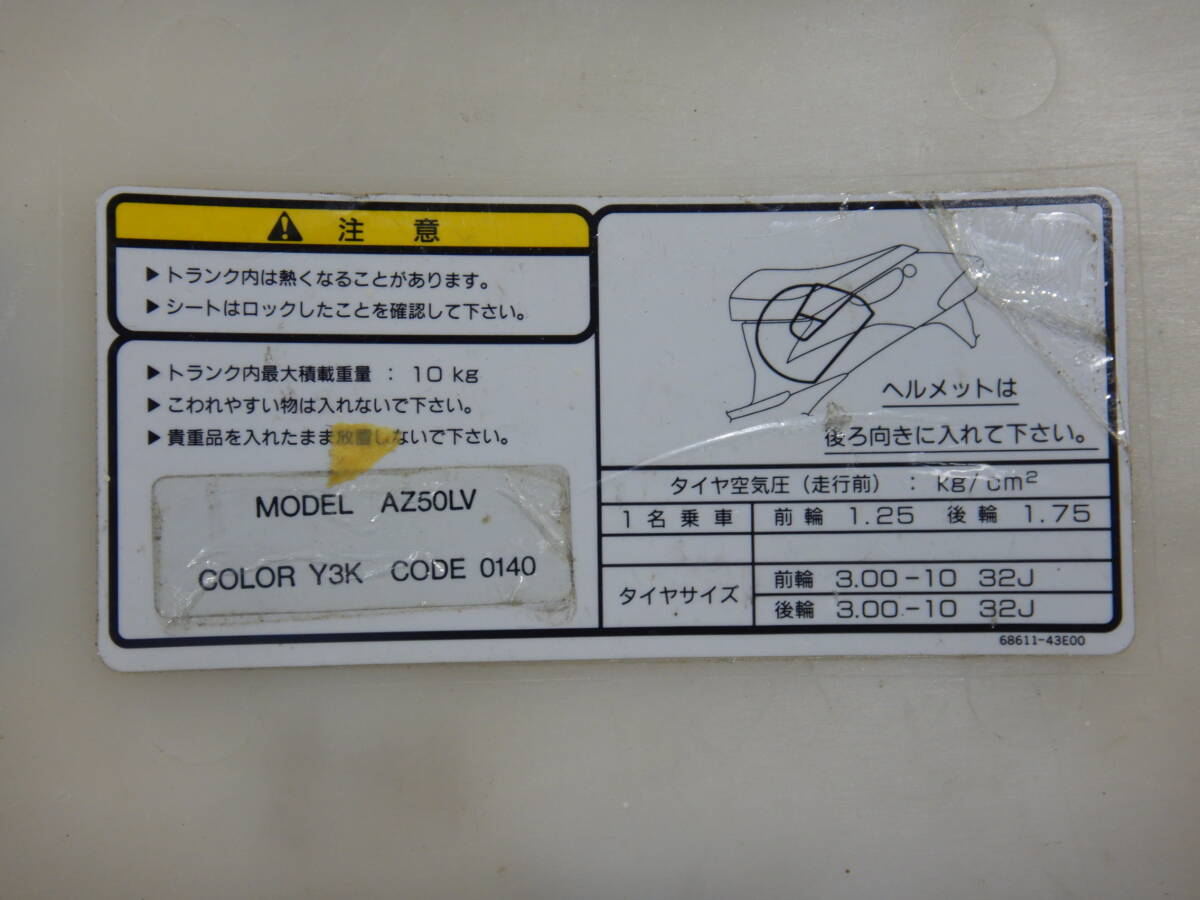 注意
▶トランク内は熱くなることがあります。
▶シートはロックしたことを確認して下さい。
▶トランク内最大積載重量 : 10 kg
▶こわれやすい物は入れないで下さい。
▶貴重品を入れたまま放置しないで下さい。
MODEL AZ50LV
COLOR Y3K CODE 0140
ヘルメットは
後ろ向きに入れて下さい。
タイヤ空気圧（走行前） : kg/cm²
1名乗車 前輪 1.25 後輪 1.75
タイヤサイズ 前輪 3.00-10 32J
後輪 3.00-10 32J
68611-43E00